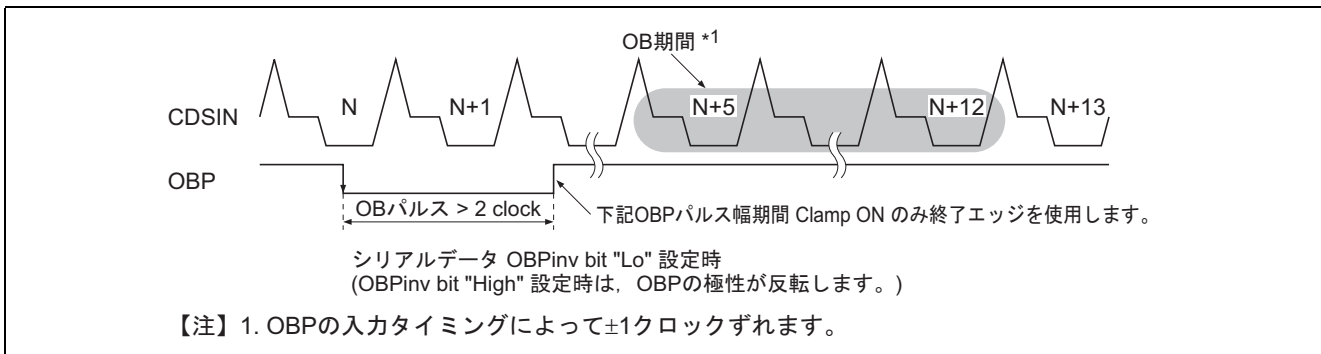 OB期間 *1
CDSIN N N+1 N+5 N+12 N+13
OBP
OBパルス > 2 clock
下記OBPパルス幅期間 Clamp ON のみ終了エッジを使用します。
シリアルデータ OBPinv bit "Lo" 設定時
(OBPinv bit "High" 設定時は，OBPの極性が反転します。)
【注】1. OBPの入力タイミングによって±1クロックずれます。